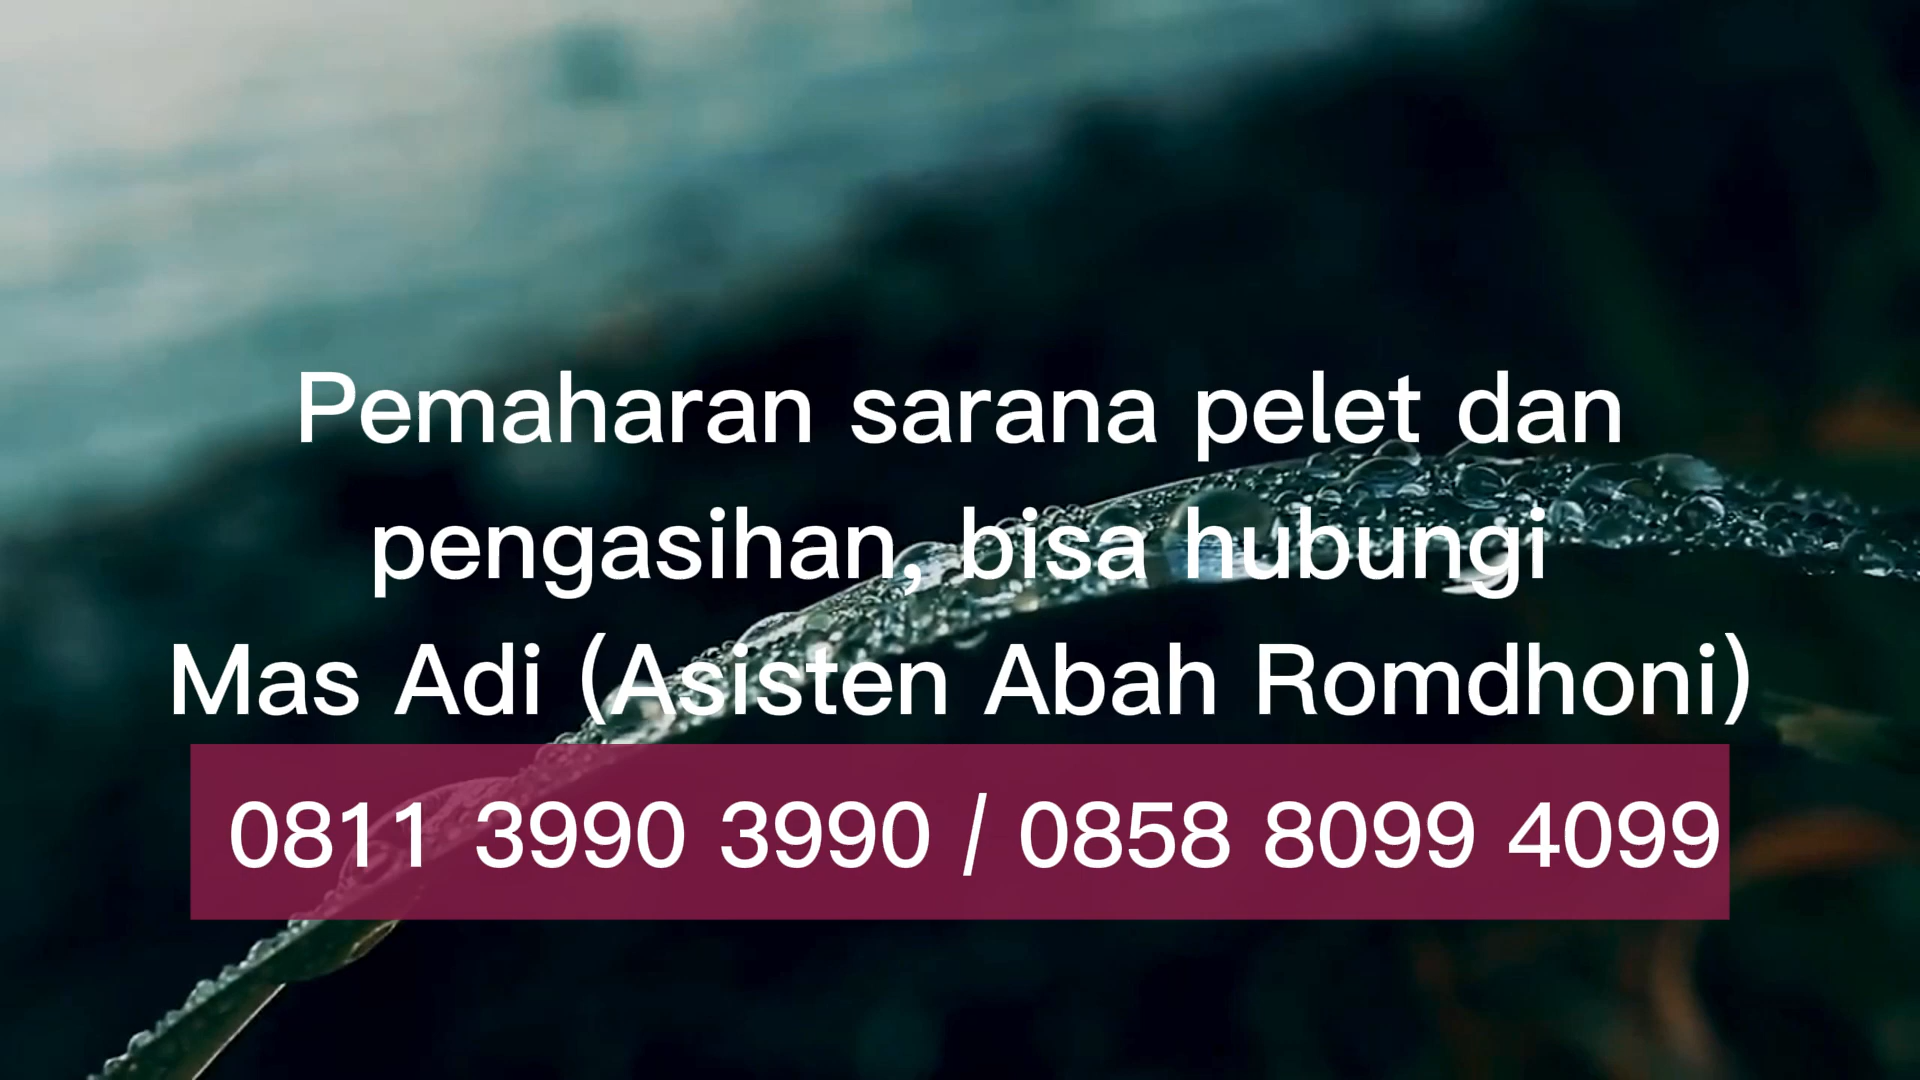 Pemaharan sarana pelet dan
pengasihan, bisa hubungi
Mas Adi (Asisten Abah Romdhoni)
0811 3990 3990 / 0858 8099 4099